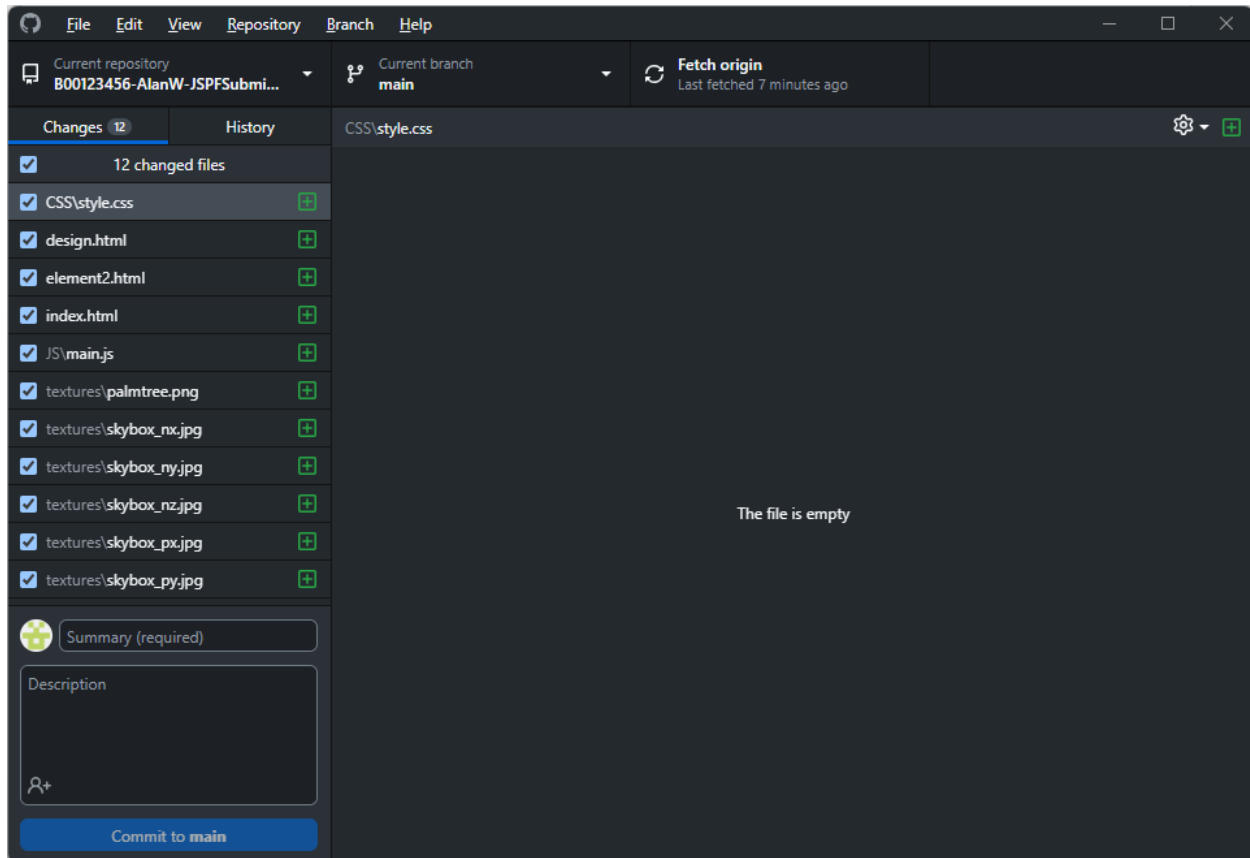 File Edit View Repository Branch Help
Current repository
B00123456-AlanW-JSPFSubmi...
Current branch
main
Fetch origin
Last fetched 7 minutes ago
Changes 12 History
CSS\style.css
12 changed files
CSS\style.css
design.html
element2.html
index.html
JS\main.js
textures\palmtree.png
textures\skybox_nx.jpg
textures\skybox_ny.jpg
textures\skybox_nz.jpg
textures\skybox_px.jpg
textures\skybox_py.jpg
The file is empty
Summary (required)
Description
Commit to main